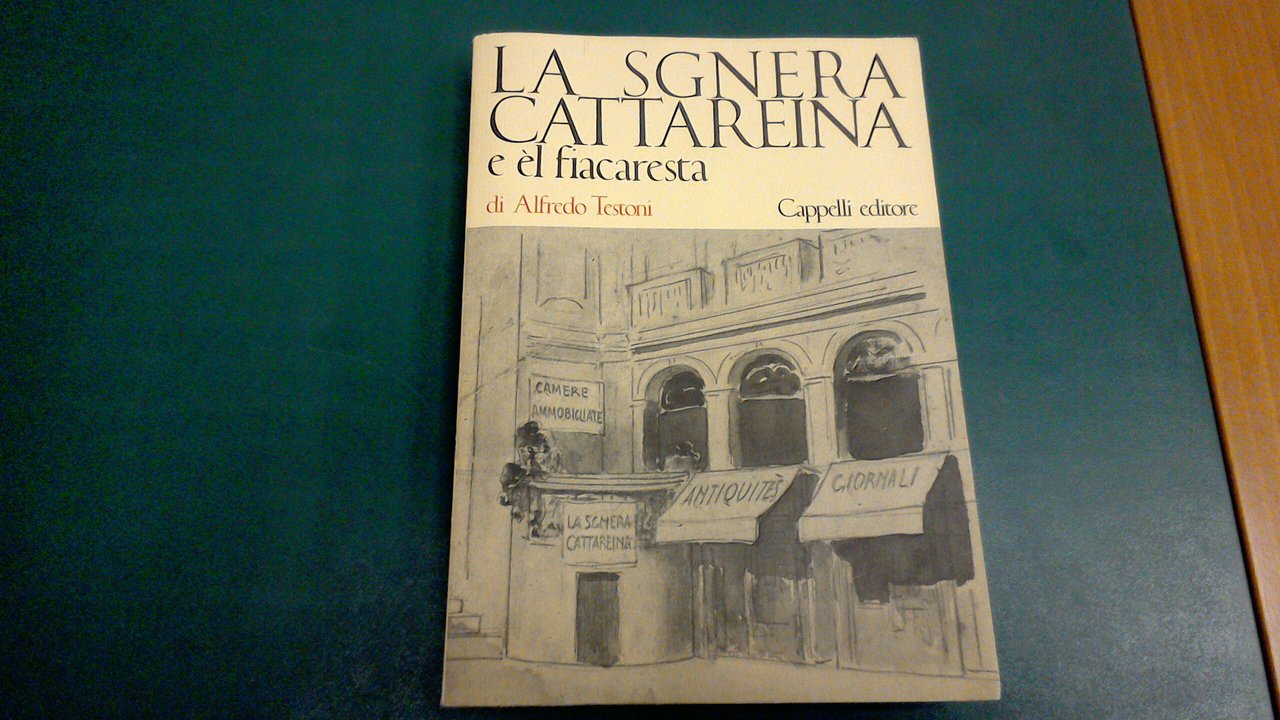 LA SGNERA
CATTAREINA
e èl fiacaresta
di Alfredo Testoni
Cappelli editore
CAMERE
AMMOBIGLIATE
ANTIQUITÈS
GIORNALI
LA SGNERA
CATTAREINA